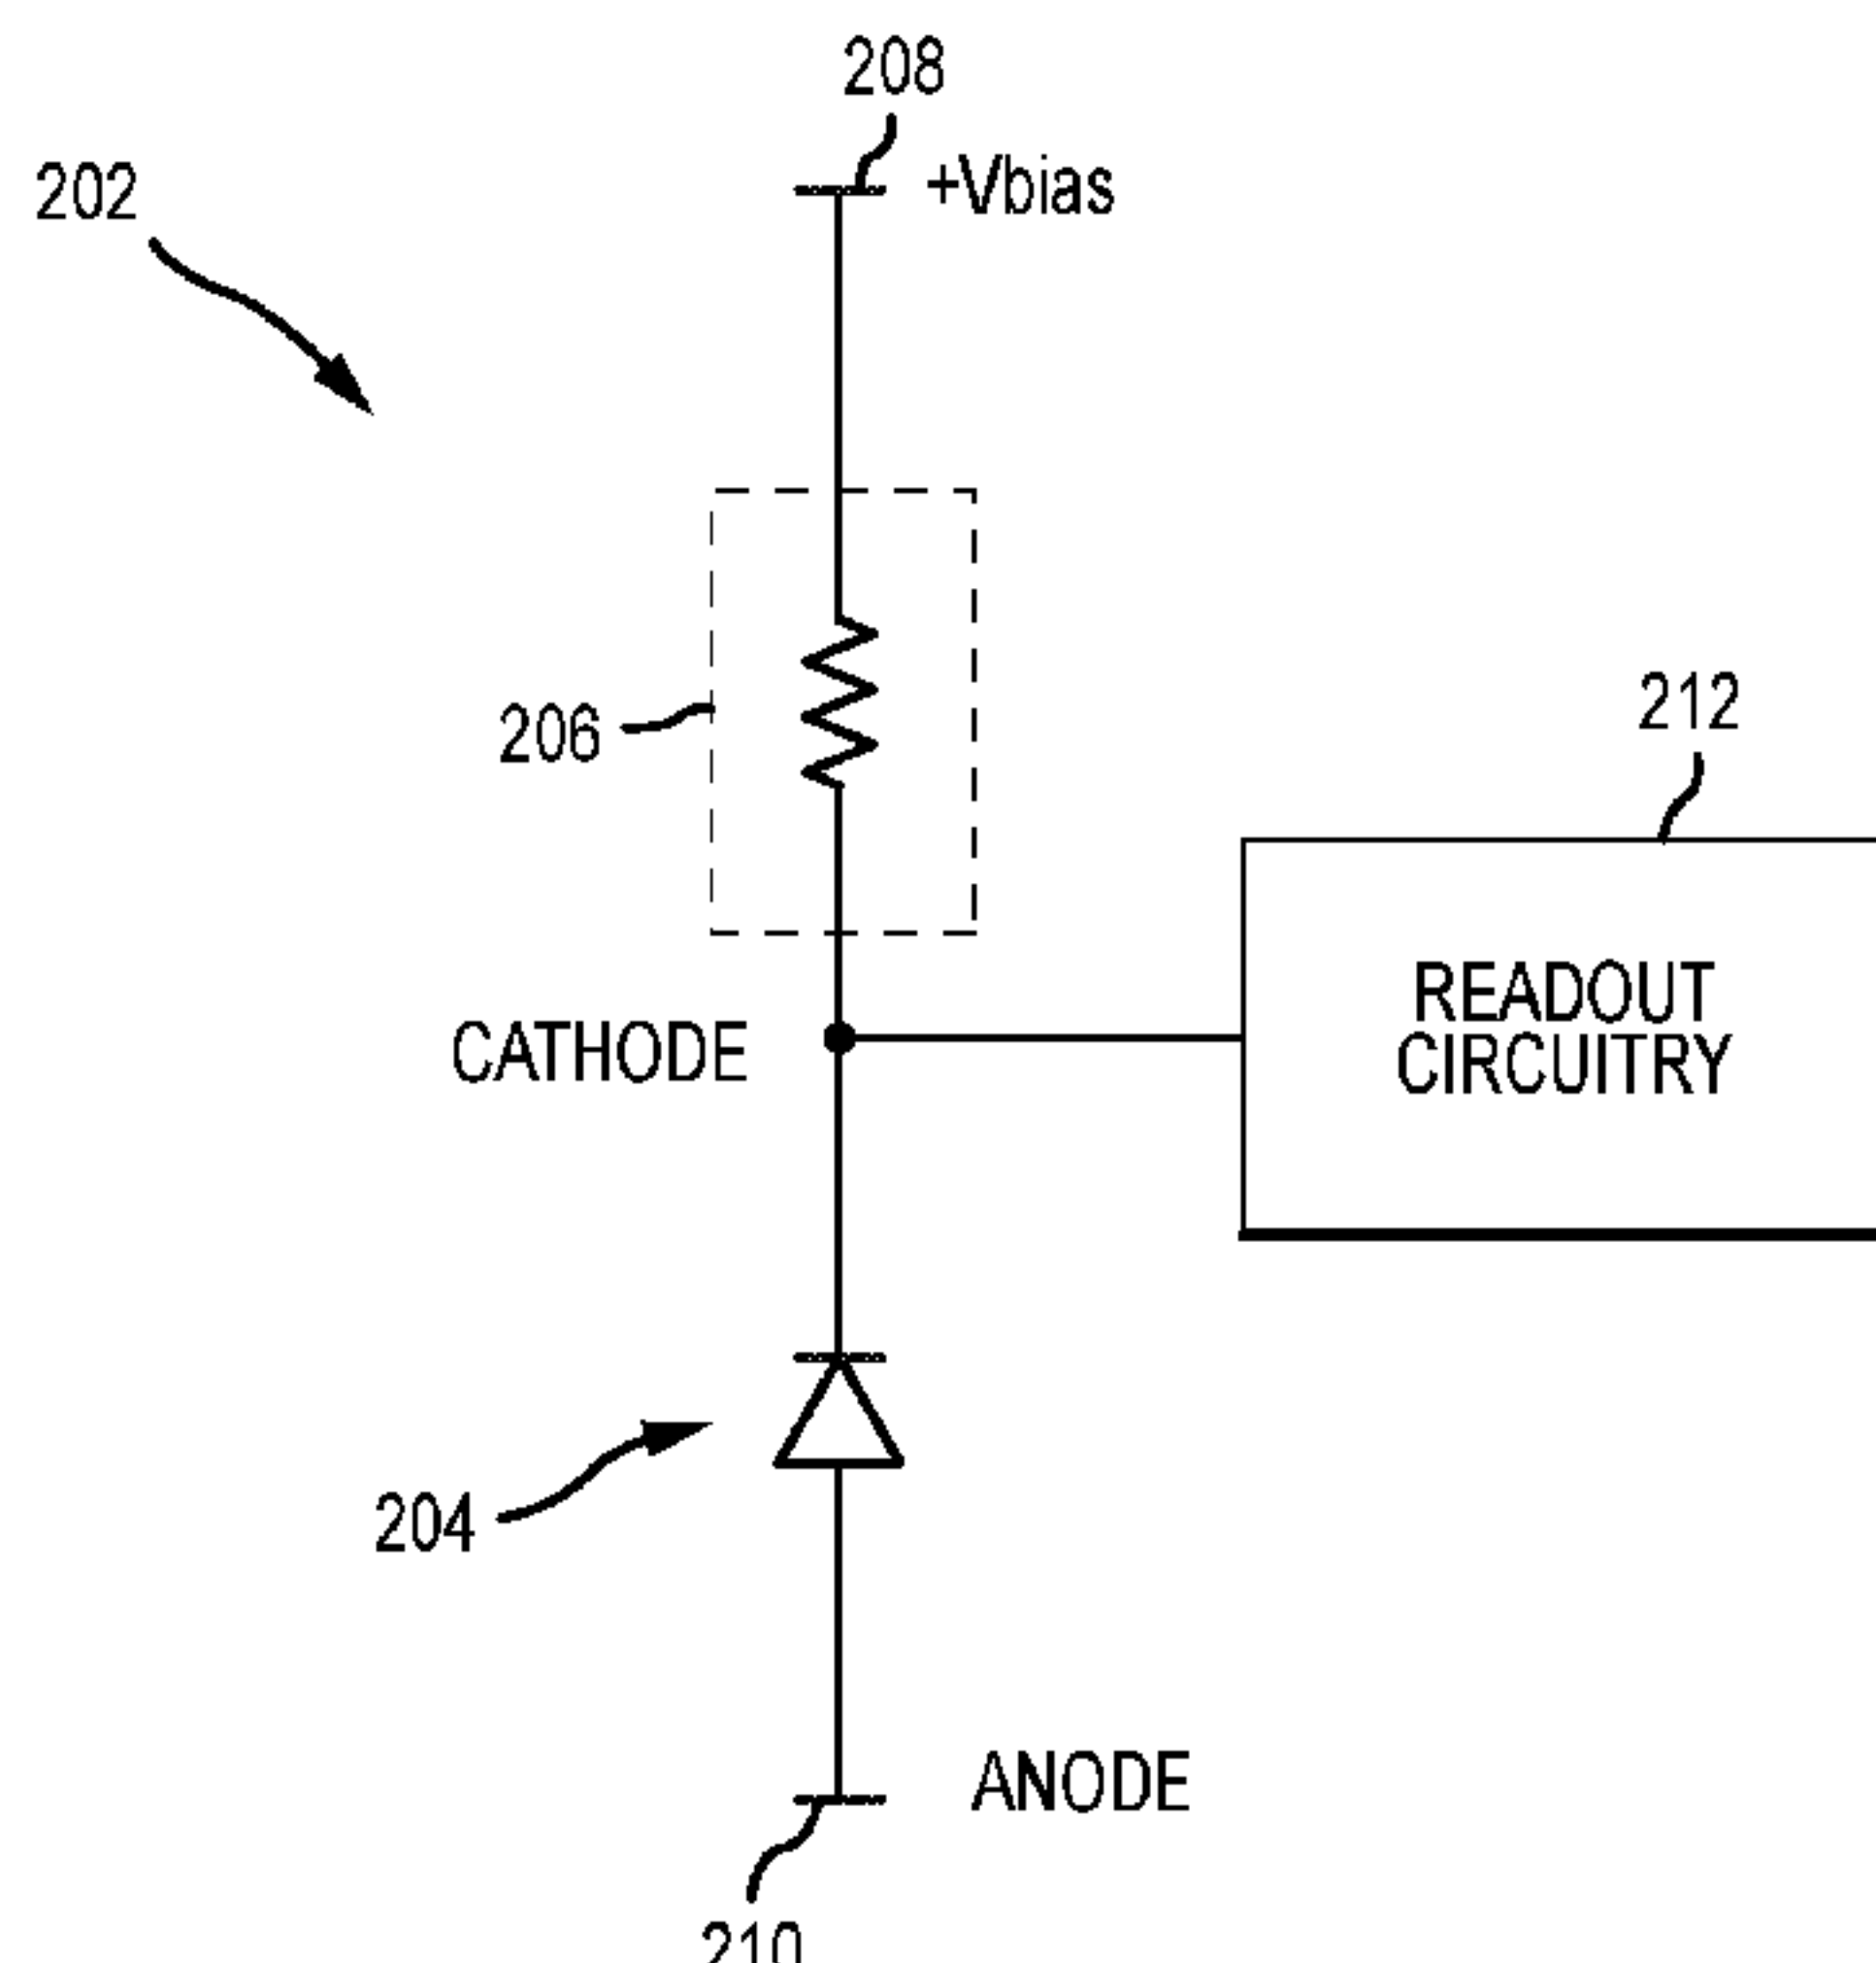 208
+Vbias
202
206
212
READOUT
CIRCUITRY
CATHODE
204
ANODE
210